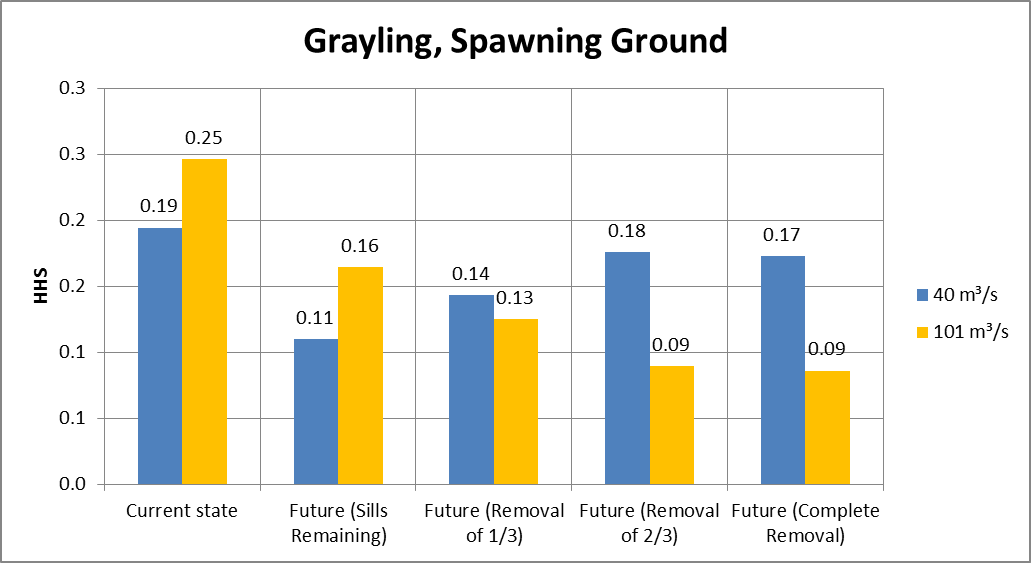 Grayling, Spawning Ground
0.3
0.3
0.2
0.2
0.1
0.1
0.0
HHS
0.19
0.25
0.11
0.16
0.14
0.13
0.18
0.09
0.17
0.09
Current state
Future (Sills
Remaining)
Future (Removal
of 1/3)
Future (Removal
of 2/3)
Future (Complete
Removal)
40 m³/s
101 m³/s